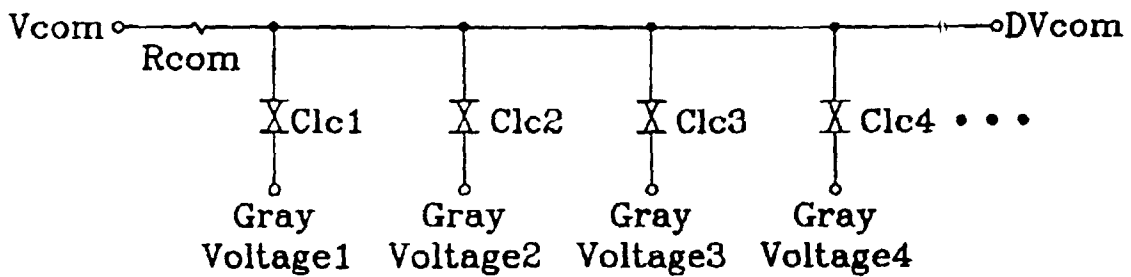 Vcom
DVcom
Rcom
Clc1
Clc2
Clc3
Clc4
Gray
Voltage1
Gray
Voltage2
Gray
Voltage3
Gray
Voltage4